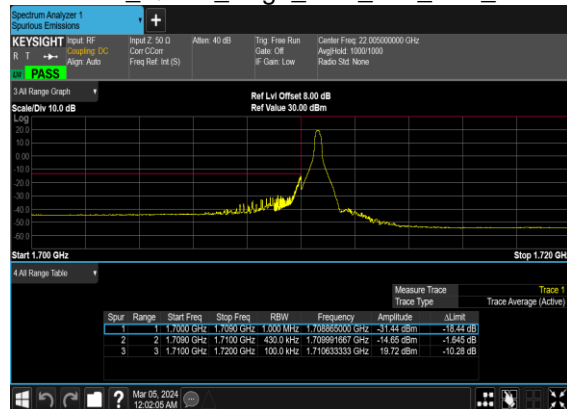 Spectrum Analyzer 1
Spurious Emissions
KEYSIGHT
R T
LW
PASS
Input: RF
Coupling: DC
Align: Auto
Input Z: 50 Ω
Corr CCorr
Freq Ref: Int (S)
Atten: 40 dB
Trig: Free Run
Gate: Off
IF Gain: Low
Center Freq: 22.005000000 GHz
Avg|Hold: 1000/1000
Radio Std: None
3 All Range Graph
Scale/Div 10.0 dB
Ref Lvl Offset 8.00 dB
Ref Value 30.00 dBm
Log
20.0
10.0
0.00
-10.0
-20.0
-30.0
-40.0
-50.0
-60.0
Start 1.700 GHz
Stop 1.720 GH
4 All Range Table
Measure Trace Trace 1
Trace Type Trace Average (Active)
Spur Range Start Freq Stop Freq RBW Frequency Amplitude ΔLimit
1 1 1.7000 GHz 1.7090 GHz 1.000 MHz 1.708865000 GHz -31.44 dBm -18.44 dB
2 2 1.7090 GHz 1.7100 GHz 430.0 kHz 1.709991667 GHz -14.65 dBm -1.645 dB
3 3 1.7100 GHz 1.7200 GHz 100.0 kHz 1.710633333 GHz 19.72 dBm -10.28 dB
?
Mar 05, 2024
12:02:05 AM